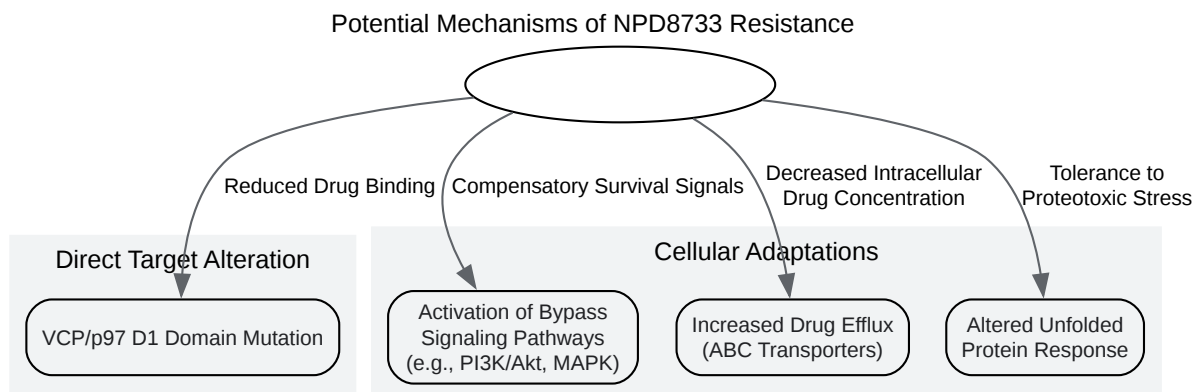 Potential Mechanisms of NPD8733 Resistance
Reduced Drug Binding
Compensatory Survival Signals
Decreased Intracellular
Drug Concentration
Tolerance to
Proteotoxic Stress
Direct Target Alteration
Cellular Adaptations
VCP/p97 D1 Domain Mutation
Activation of Bypass
Signaling Pathways
(e.g., PI3K/Akt, MAPK)
Increased Drug Efflux
(ABC Transporters)
Altered Unfolded
Protein Response